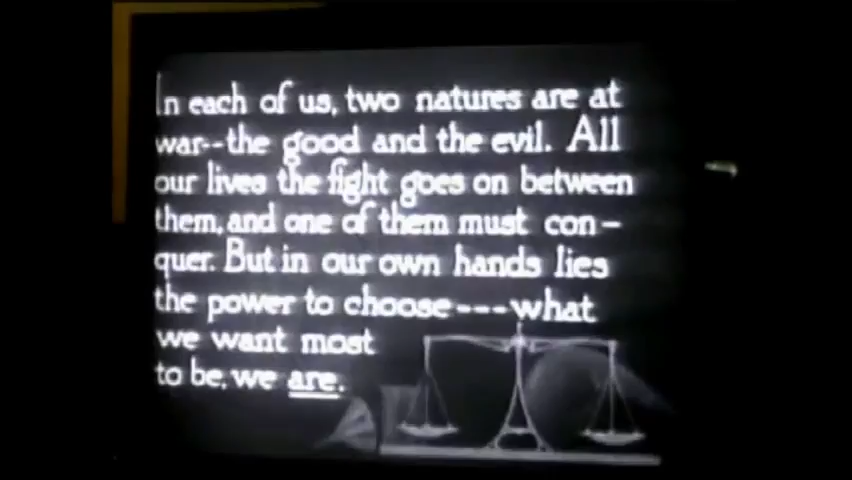 In each of us, two natures are at
war--the good and the evil. All
our lives the fight goes on between
them, and one of them must con-
quer. But in our own hands lies
the power to choose---what
we want most
to be, we are.